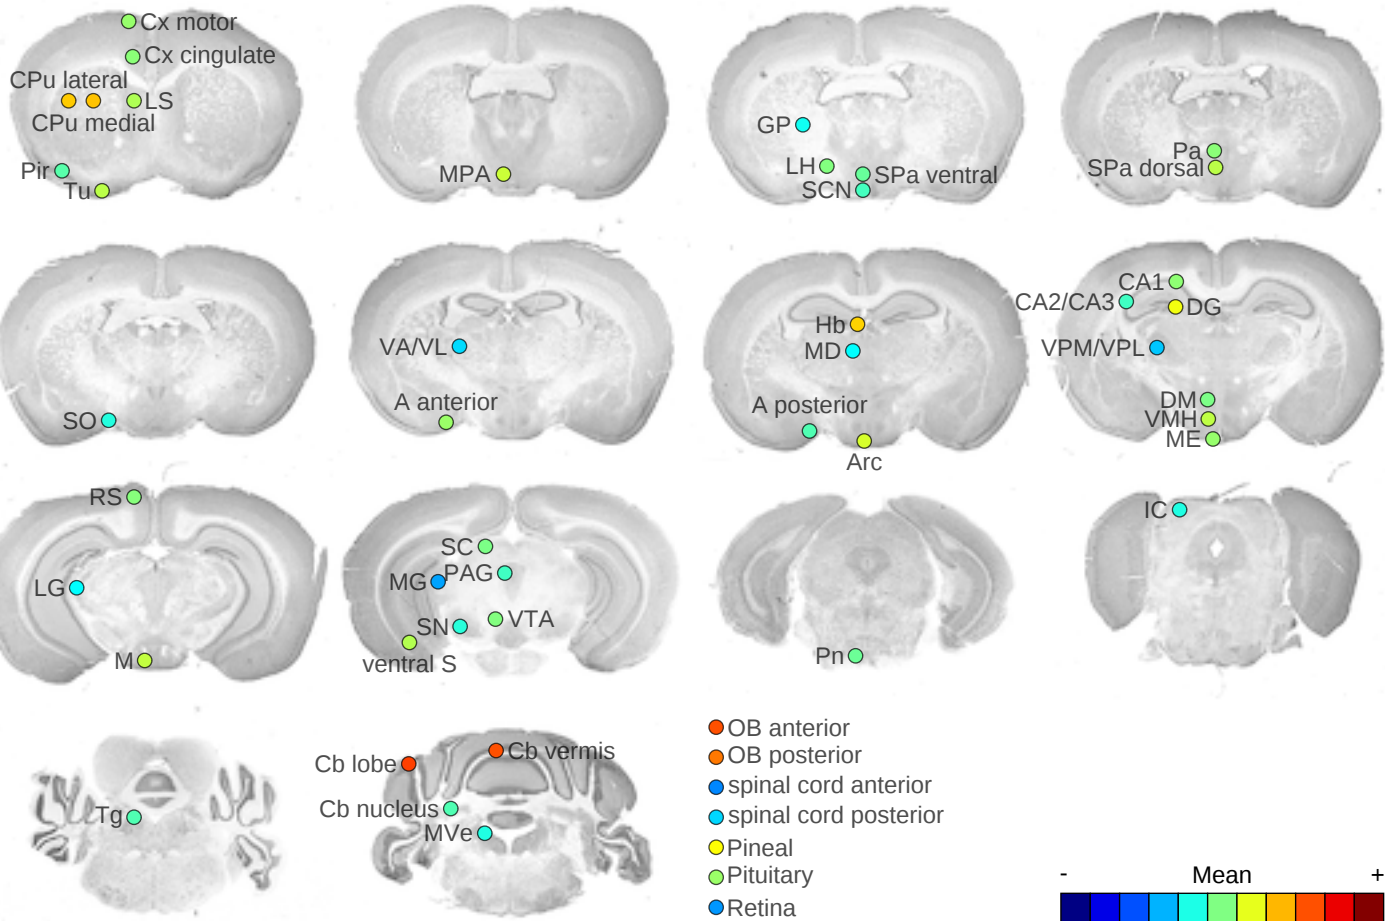 Cx motor
Cx cingulate
CPu lateral
LS
CPu medial
Pir
Tu
MPA
GP
LH
SPa ventral
SCN
Pa
SPa dorsal
SO
VA/VL
A anterior
Hb
MD
A posterior
Arc
CA1
CA2/CA3
DG
VPM/VPL
DM
VMH
ME
RS
LG
M
SC
MG
PAG
SN
VTA
ventral S
Pn
IC
Tg
Cb lobe
Cb vermis
Cb nucleus
MVe
OB anterior
OB posterior
spinal cord anterior
spinal cord posterior
Pineal
Pituitary
Retina
- Mean +